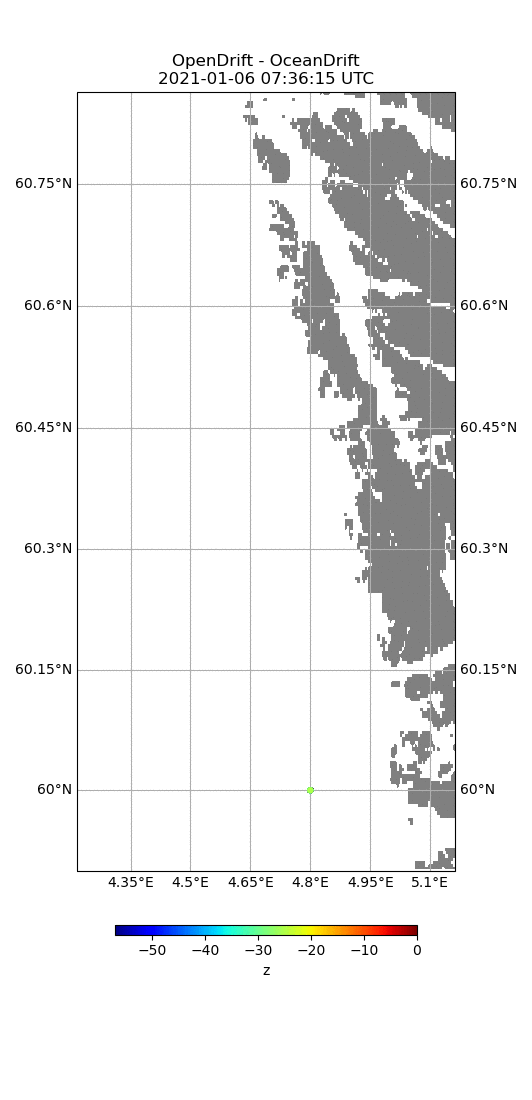 OpenDrift - OceanDrift
2021-01-06 07:36:15 UTC
60.75°N 60.75°N
60.6°N 60.6°N
60.45°N 60.45°N
60.3°N 60.3°N
60.15°N 60.15°N
60°N 60°N
4.35°E 4.5°E 4.65°E 4.8°E 4.95°E 5.1°E
−50 −40 −30 −20 −10 0
z